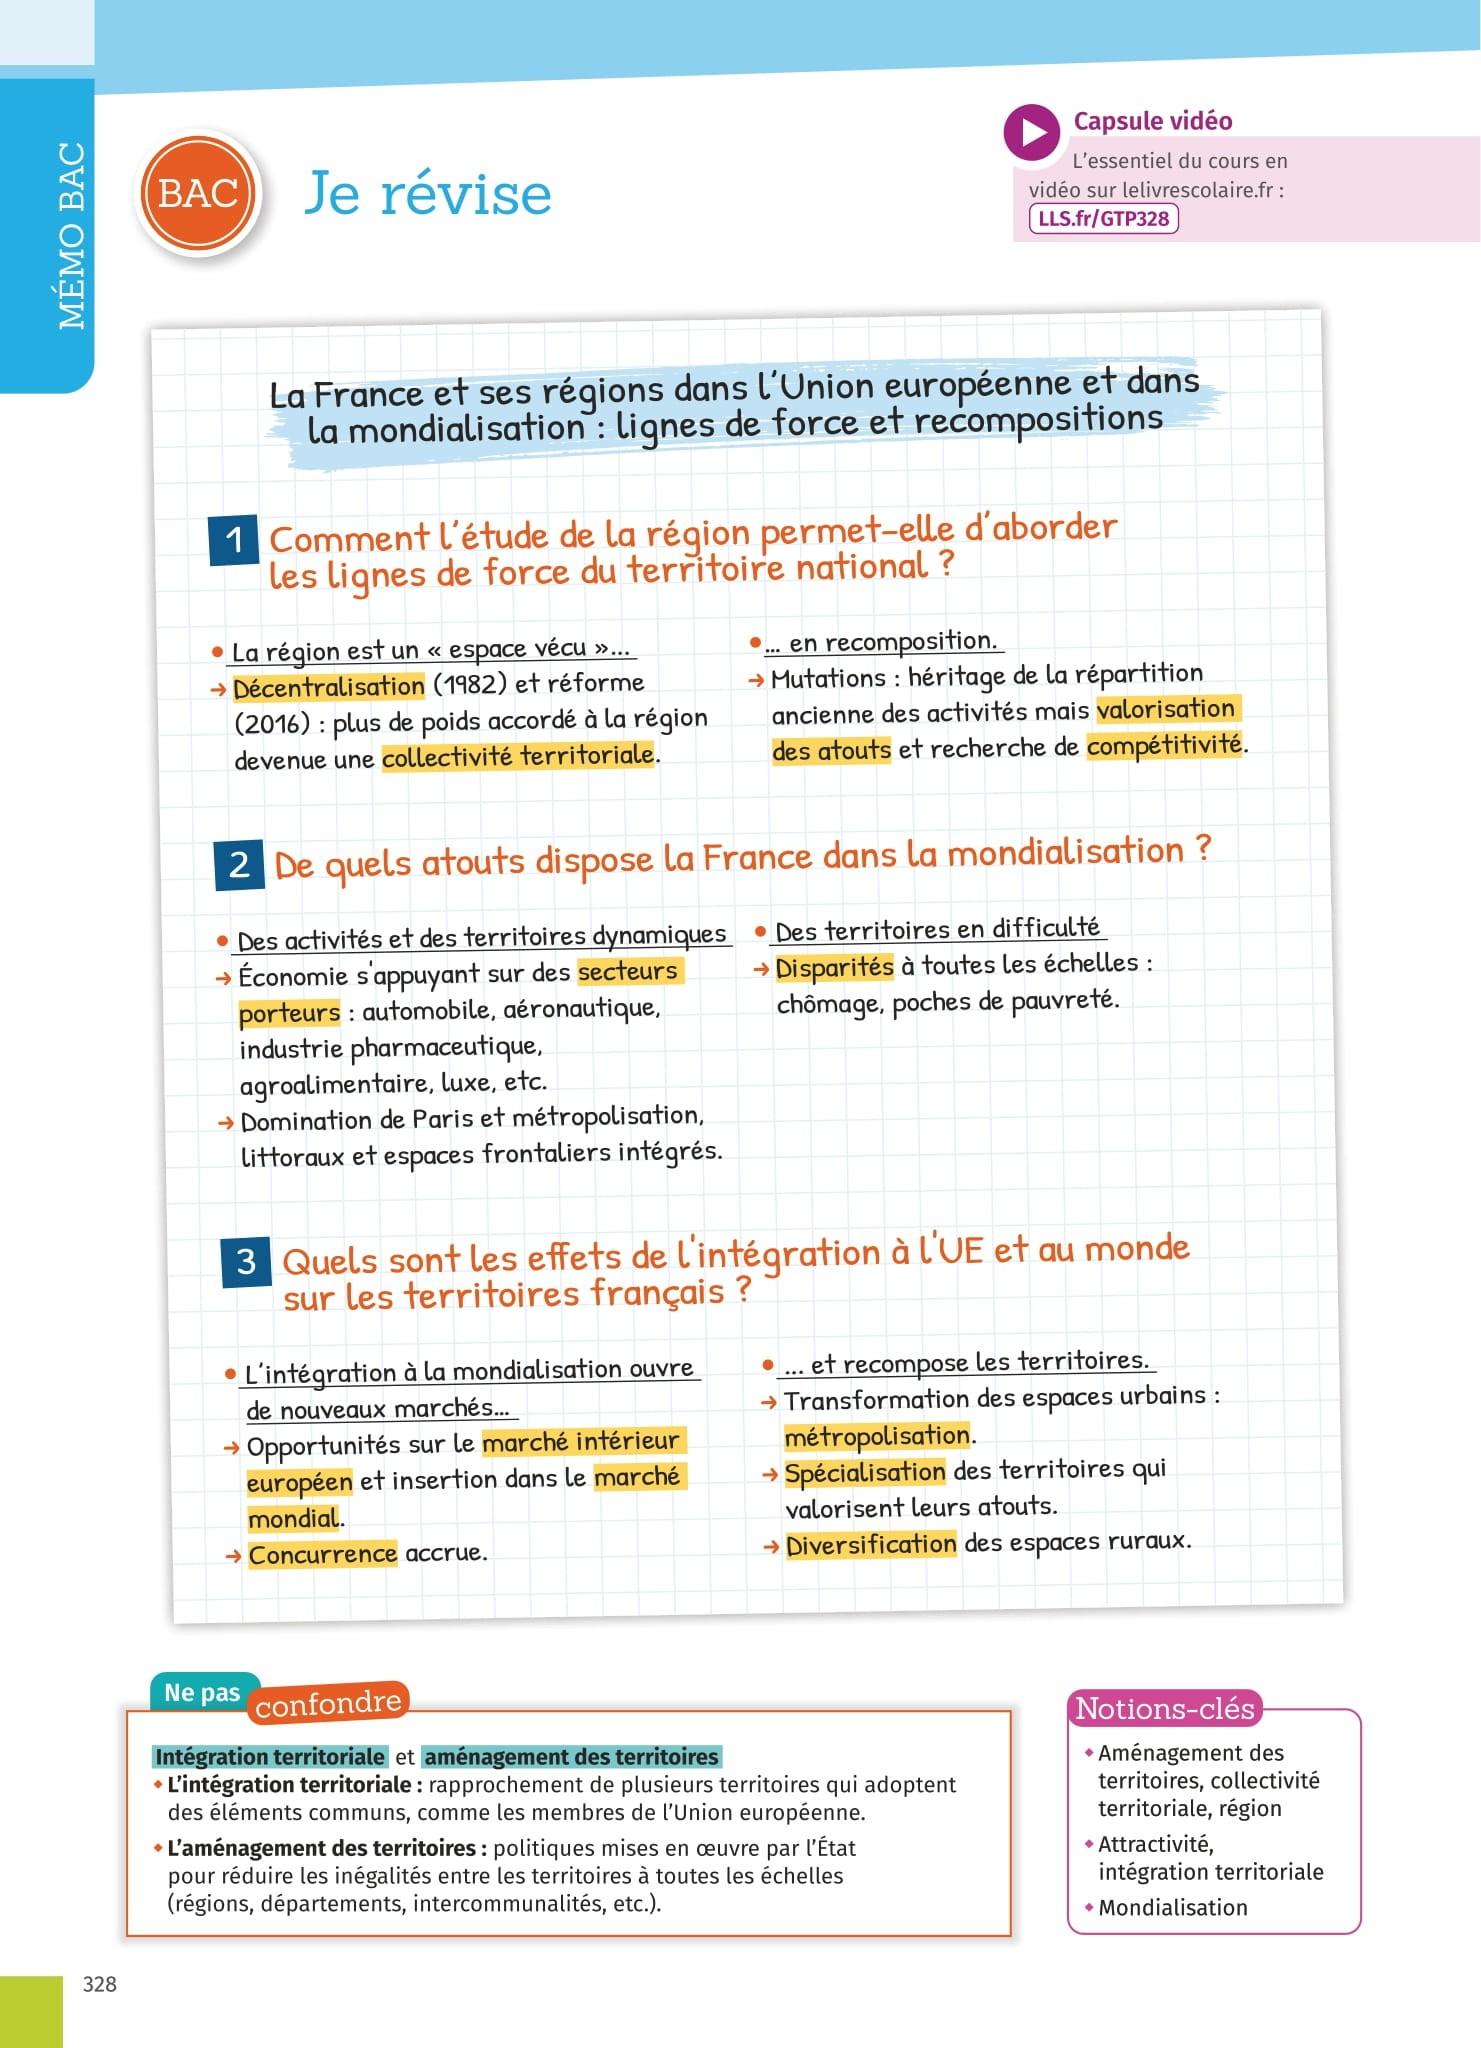 MÉMO BAC
BAC
Je révise
Capsule vidéo
L'essentiel du cours en
vidéo sur lelivrescolaire.fr :
LLS.fr/GTP328
La France et ses régions dans l'Union européenne et dans
la mondialisation : lignes de force et recompositions
1 Comment l'étude de la région permet-elle d'aborder
les lignes de force du territoire national ?
• La région est un « espace vécu »...
→ Décentralisation (1982) et réforme
(2016) : plus de poids accordé à la région
devenue une collectivité territoriale.
• ... en recomposition.
→ Mutations : héritage de la répartition
ancienne des activités mais valorisation
des atouts et recherche de compétitivité.
2 De quels atouts dispose la France dans la mondialisation ?
• Des activités et des territoires dynamiques
→ Économie s'appuyant sur des secteurs
porteurs : automobile, aéronautique,
industrie pharmaceutique,
agroalimentaire, luxe, etc.
→ Domination de Paris et métropolisation,
littoraux et espaces frontaliers intégrés.
• Des territoires en difficulté
→ Disparités à toutes les échelles :
chômage, poches de pauvreté.
3 Quels sont les effets de l'intégration à l'UE et au monde
sur les territoires français ?
• L'intégration à la mondialisation ouvre
de nouveaux marchés...
→ Opportunités sur le marché intérieur
européen et insertion dans le marché
mondial.
→ Concurrence accrue.
• ... et recompose les territoires.
→ Transformation des espaces urbains :
métropolisation.
→ Spécialisation des territoires qui
valorisent leurs atouts.
→ Diversification des espaces ruraux.
Ne pas confondre
Intégration territoriale et aménagement des territoires
L'intégration territoriale : rapprochement de plusieurs territoires qui adoptent
des éléments communs, comme les membres de l'Union européenne.
L'aménagement des territoires : politiques mises en œuvre par l'État
pour réduire les inégalités entre les territoires à toutes les échelles
(régions, départements, intercommunalités, etc.).
Notions-clés
Aménagement des
territoires, collectivité
territoriale, région
Attractivité,
intégration territoriale
Mondialisation
328